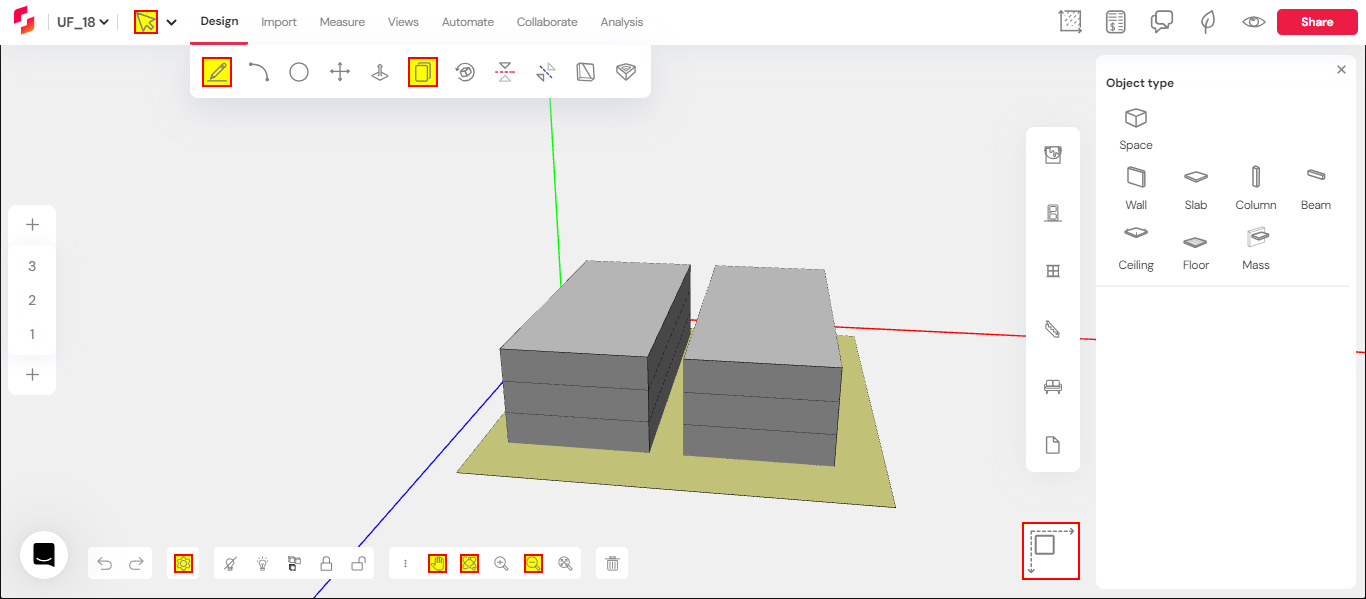 UF_18
Design Import Measure Views Automate Collaborate Analysis
Share
Object type
Space
Wall Slab Column Beam
Ceiling Floor Mass
3
2
1